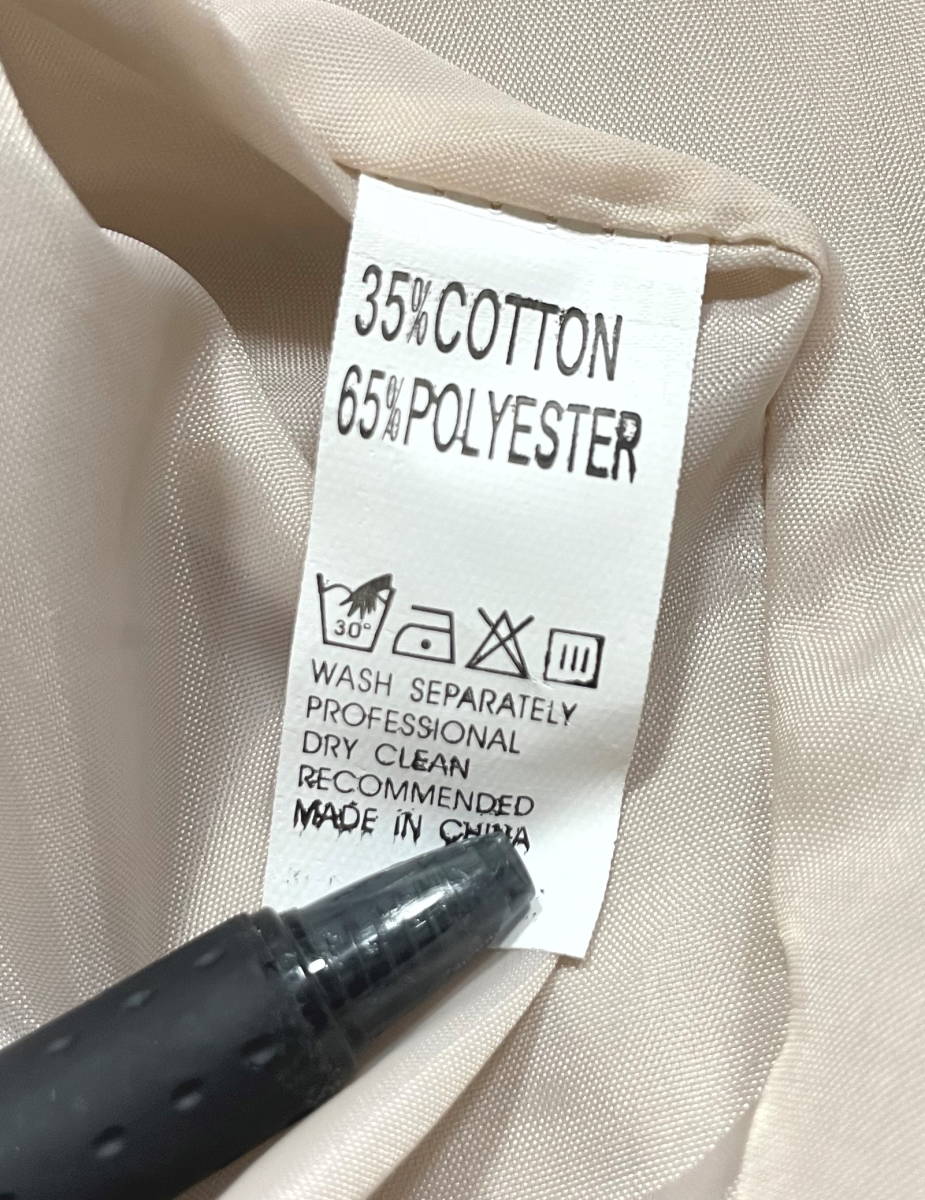 35%COTTON
65%POLYESTER
30°
WASH SEPARATELY
PROFESSIONAL
DRY CLEAN
RECOMMENDED
MADE IN CHINA